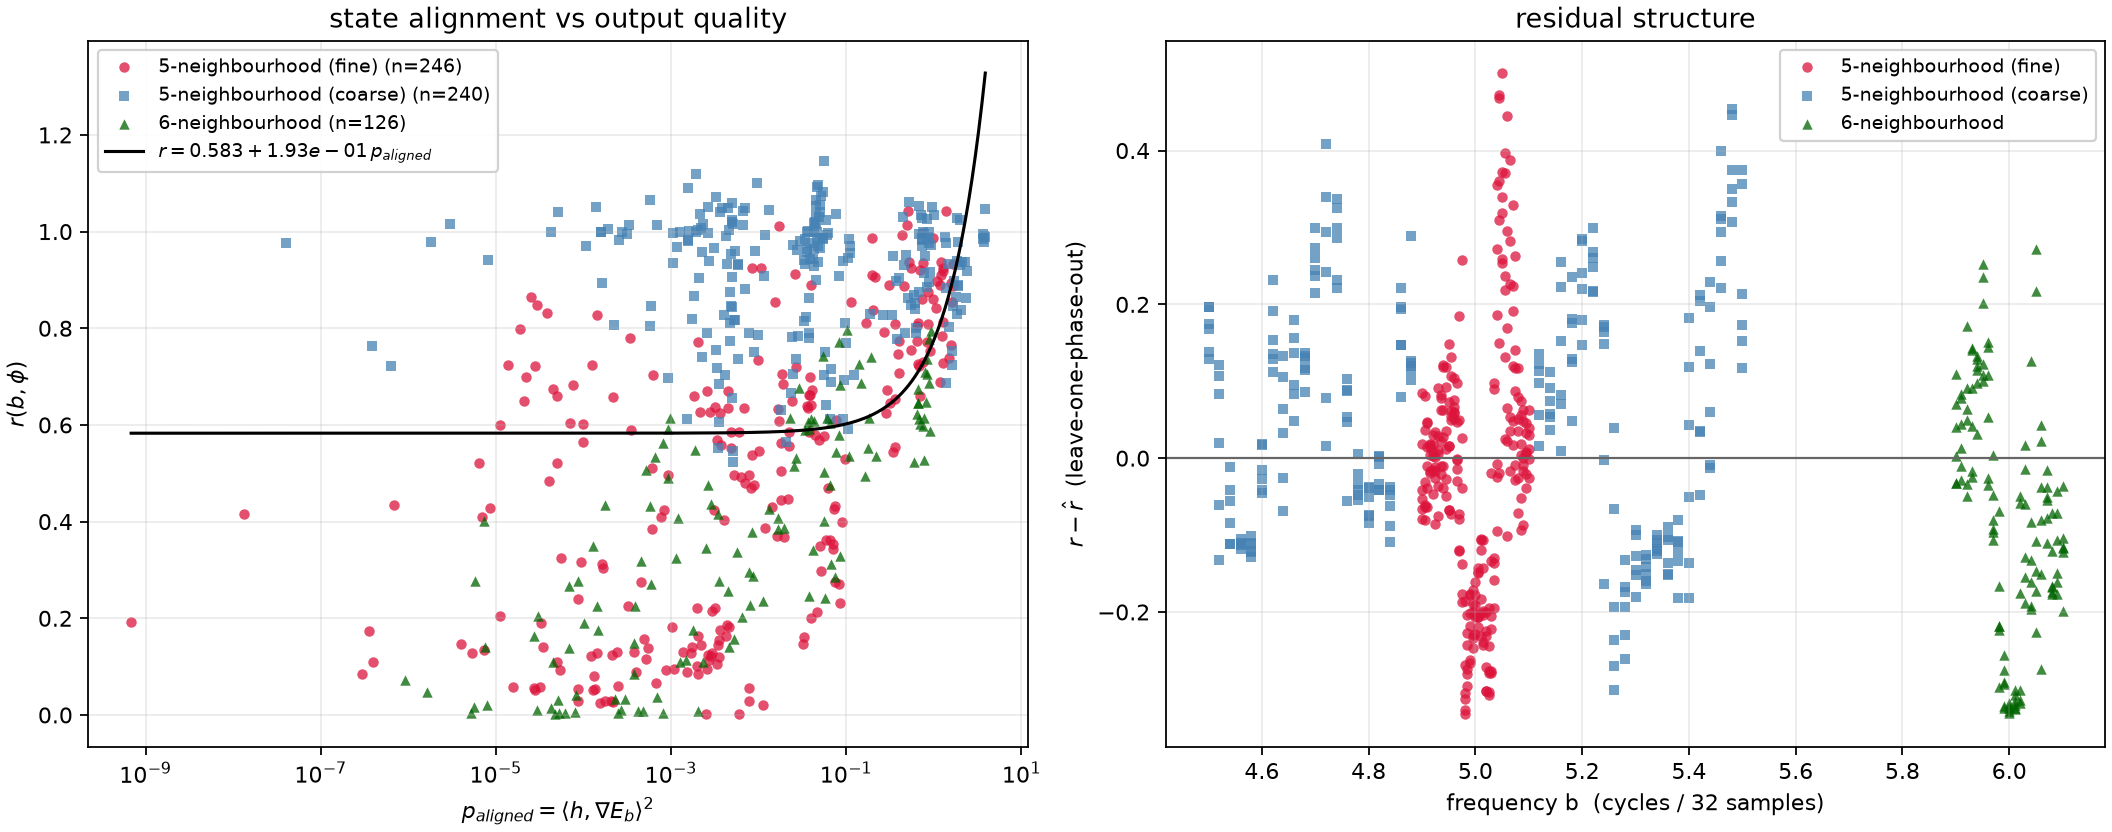 state alignment vs output quality
5-neighbourhood (fine) (n=246)
5-neighbourhood (coarse) (n=240)
6-neighbourhood (n=126)
r = 0.583 + 1.93e − 01 p_aligned
1.2
1.0
0.8
0.6
0.4
0.2
0.0
r(b, ϕ)
10⁻⁹ 10⁻⁷ 10⁻⁵ 10⁻³ 10⁻¹ 10¹
p_aligned = ⟨h, ∇E_b⟩²
residual structure
5-neighbourhood (fine)
5-neighbourhood (coarse)
6-neighbourhood
0.4
0.2
0.0
−0.2
r − r̂ (leave-one-phase-out)
4.6 4.8 5.0 5.2 5.4 5.6 5.8 6.0
frequency b (cycles / 32 samples)